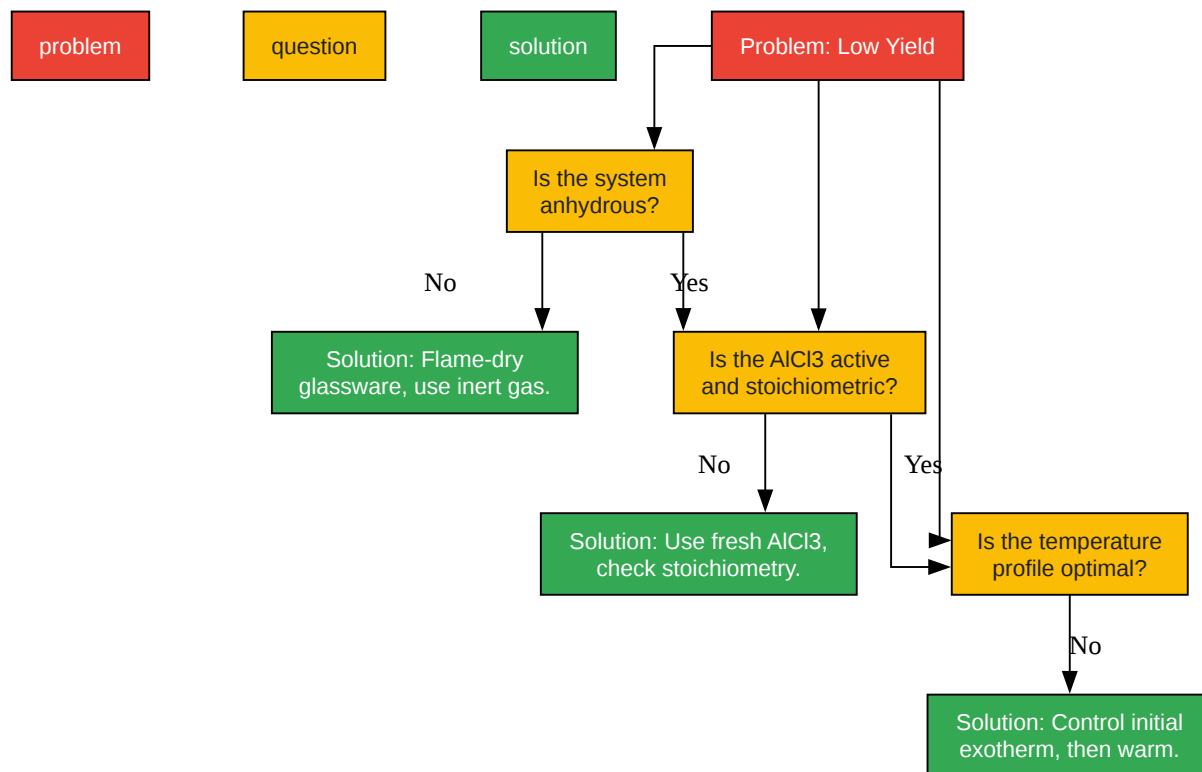 problem
question
solution
Problem: Low Yield
Is the system
anhydrous?
No
Yes
Solution: Flame-dry
glassware, use inert gas.
Is the AlCl3 active
and stoichiometric?
No
Yes
Solution: Use fresh AlCl3,
check stoichiometry.
Is the temperature
profile optimal?
No
Solution: Control initial
exotherm, then warm.